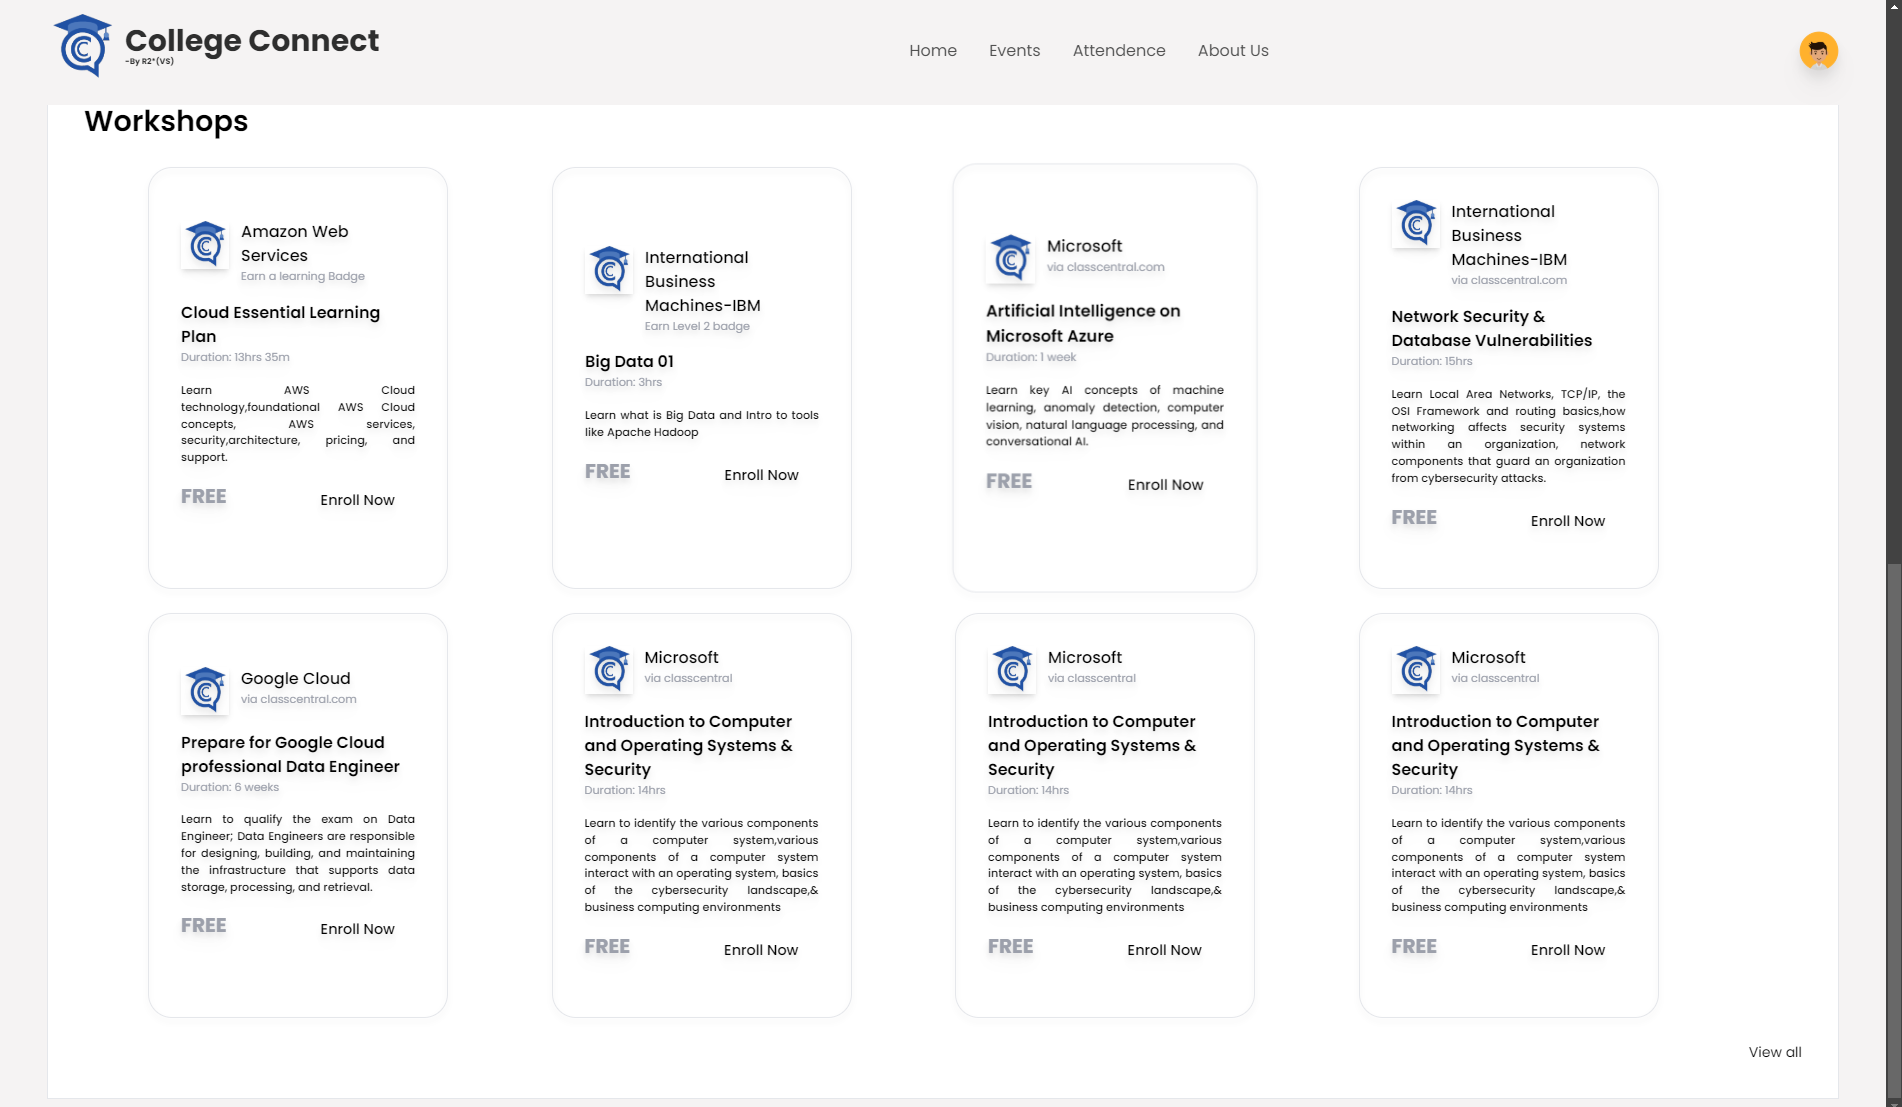 College Connect
-By R2*(VS)
Home
Events
Attendence
About Us
Workshops
Amazon Web
Services
Earn a learning Badge
Cloud Essential Learning
Plan
Duration: 13hrs 35m
Learn AWS Cloud
technology,foundational AWS Cloud
concepts, AWS services,
security,architecture, pricing, and
support.
FREE
Enroll Now
International
Business
Machines-IBM
Earn Level 2 badge
Big Data 01
Duration: 3hrs
Learn what is Big Data and Intro to tools
like Apache Hadoop
FREE
Enroll Now
Microsoft
via classcentral.com
Artificial Intelligence on
Microsoft Azure
Duration: 1 week
Learn key AI concepts of machine
learning, anomaly detection, computer
vision, natural language processing, and
conversational AI.
FREE
Enroll Now
International
Business
Machines-IBM
via classcentral.com
Network Security &
Database Vulnerabilities
Duration: 15hrs
Learn Local Area Networks, TCP/IP, the
OSI Framework and routing basics,how
networking affects security systems
within an organization, network
components that guard an organization
from cybersecurity attacks.
FREE
Enroll Now
Google Cloud
via classcentral.com
Prepare for Google Cloud
professional Data Engineer
Duration: 6 weeks
Learn to qualify the exam on Data
Engineer; Data Engineers are responsible
for designing, building, and maintaining
the infrastructure that supports data
storage, processing, and retrieval.
FREE
Enroll Now
Microsoft
via classcentral
Introduction to Computer
and Operating Systems &
Security
Duration: 14hrs
Learn to identify the various components
of a computer system,various
components of a computer system
interact with an operating system, basics
of the cybersecurity landscape,&
business computing environments
FREE
Enroll Now
Microsoft
via classcentral
Introduction to Computer
and Operating Systems &
Security
Duration: 14hrs
Learn to identify the various components
of a computer system,various
components of a computer system
interact with an operating system, basics
of the cybersecurity landscape,&
business computing environments
FREE
Enroll Now
Microsoft
via classcentral
Introduction to Computer
and Operating Systems &
Security
Duration: 14hrs
Learn to identify the various components
of a computer system,various
components of a computer system
interact with an operating system, basics
of the cybersecurity landscape,&
business computing environments
FREE
Enroll Now
View all